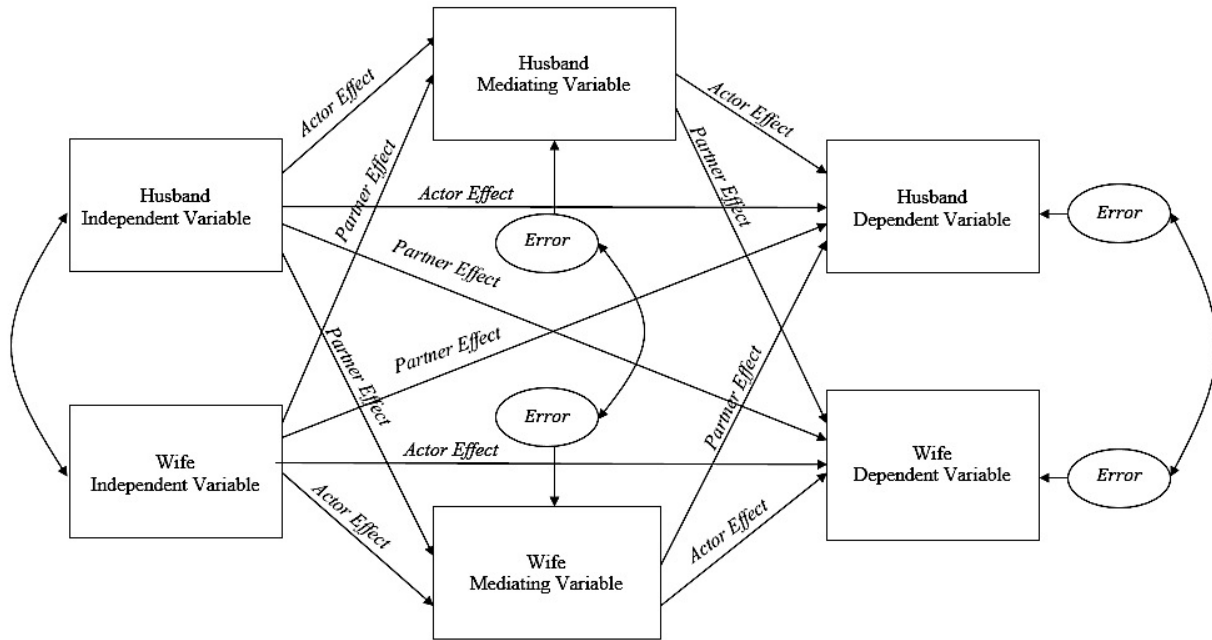 Husband
Mediating Variable
Actor Effect
Actor Effect
Partner Effect
Partner Effect
Husband
Independent Variable
Actor Effect
Husband
Dependent Variable
Error
Error
Partner Effect
Partner Effect
Partner Effect
Partner Effect
Error
Wife
Independent Variable
Actor Effect
Wife
Dependent Variable
Error
Actor Effect
Actor Effect
Wife
Mediating Variable